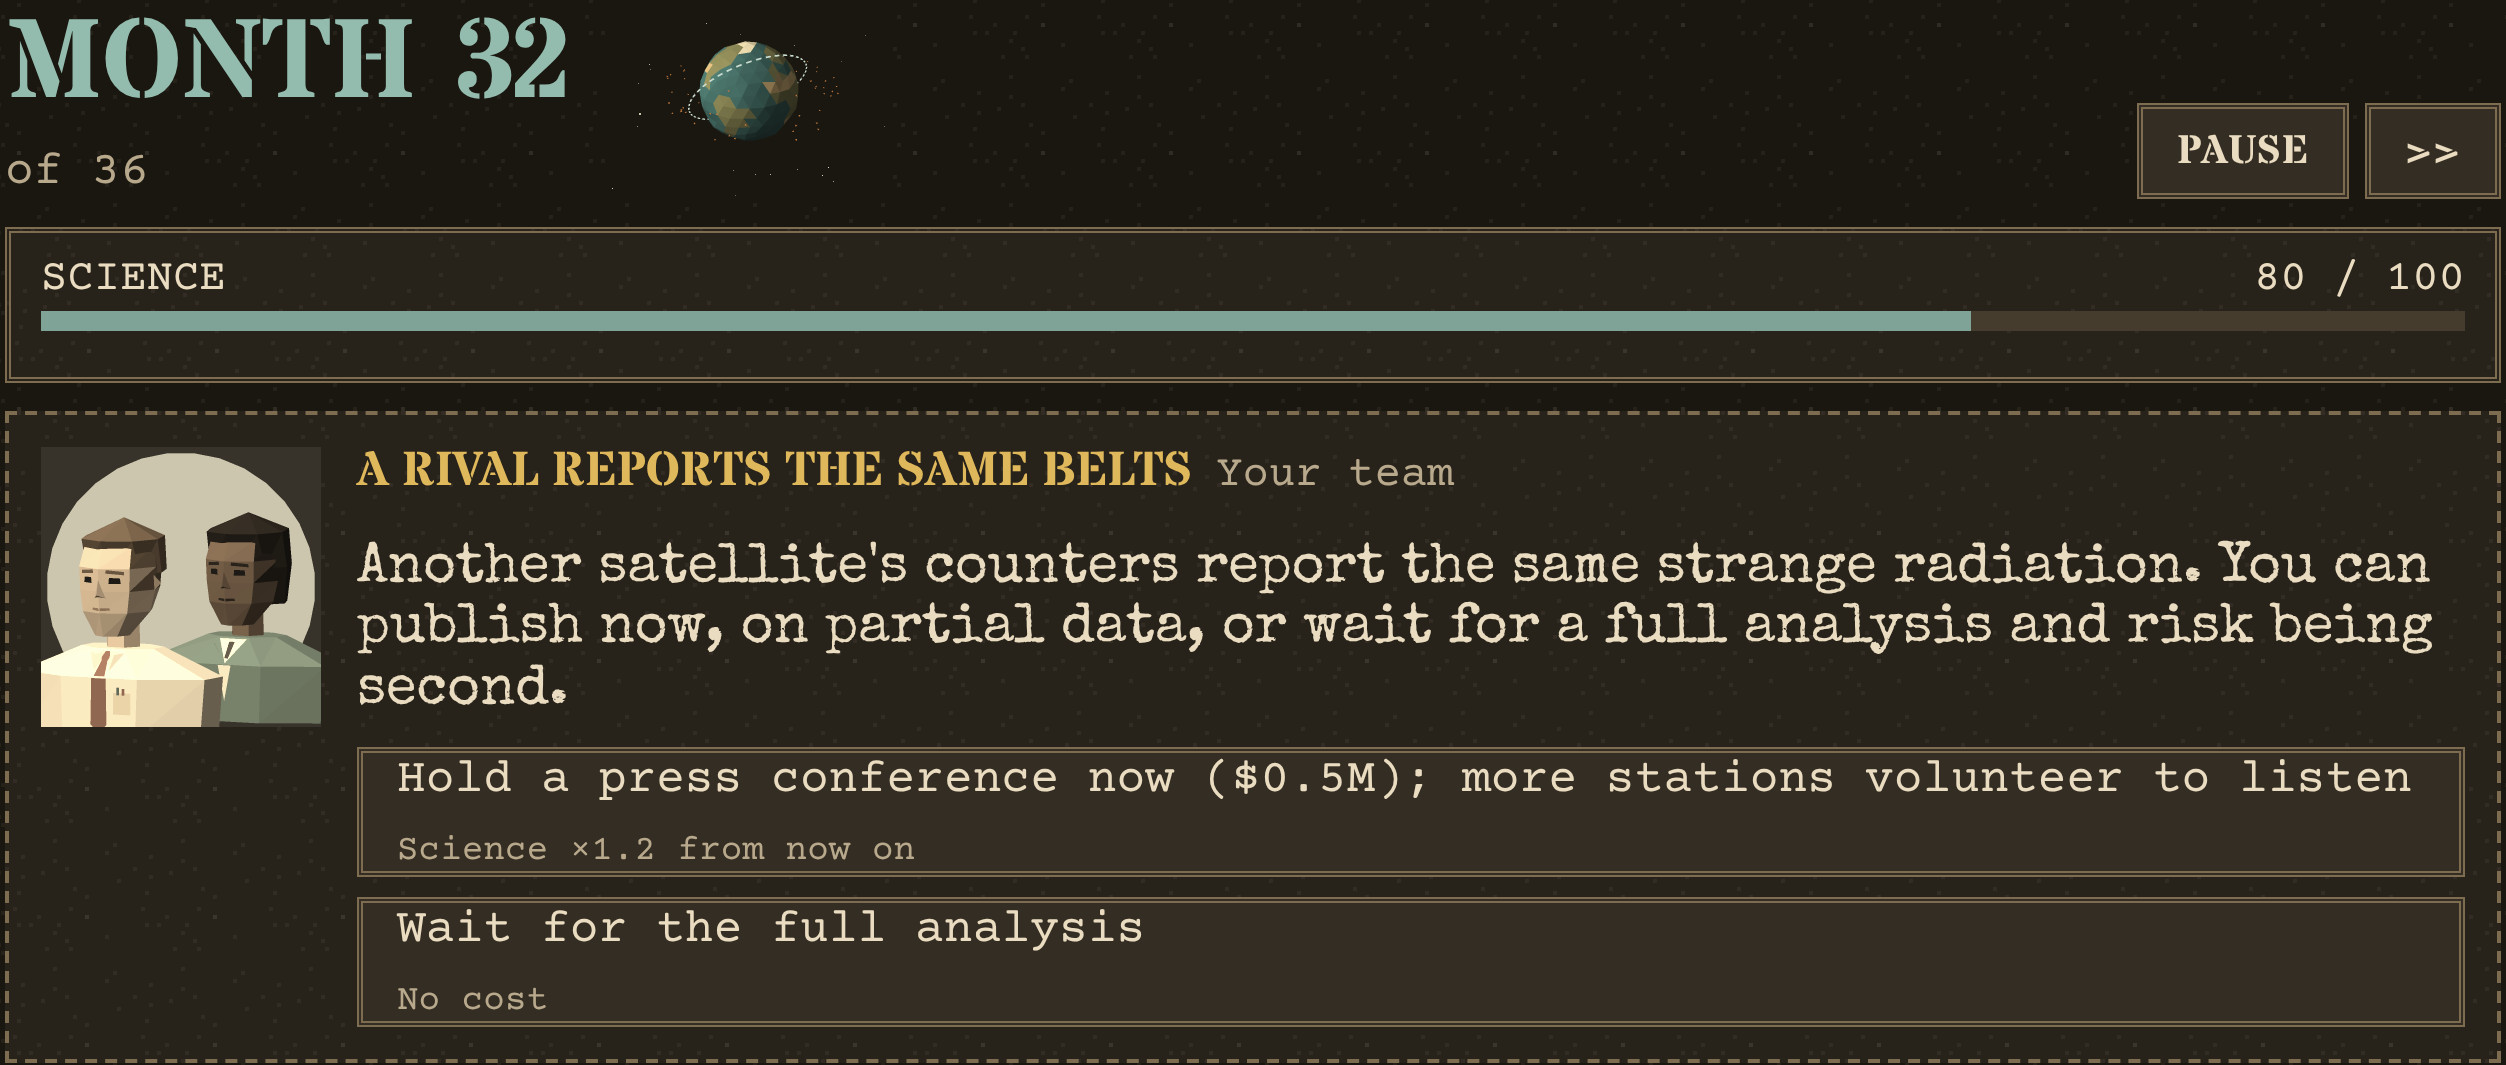 MONTH 32
of 36
PAUSE
>>
SCIENCE
80 / 100
A RIVAL REPORTS THE SAME BELTS Your team
Another satellite's counters report the same strange radiation. You can
publish now, on partial data, or wait for a full analysis and risk being
second.
Hold a press conference now ($0.5M); more stations volunteer to listen
Science ×1.2 from now on
Wait for the full analysis
No cost